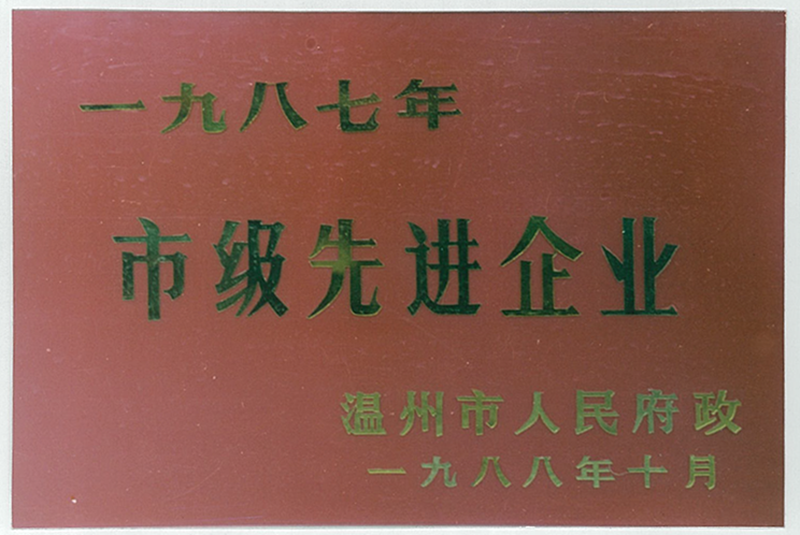 一九八七年
市级先进企业
温州市人民府政
一九八八年十月